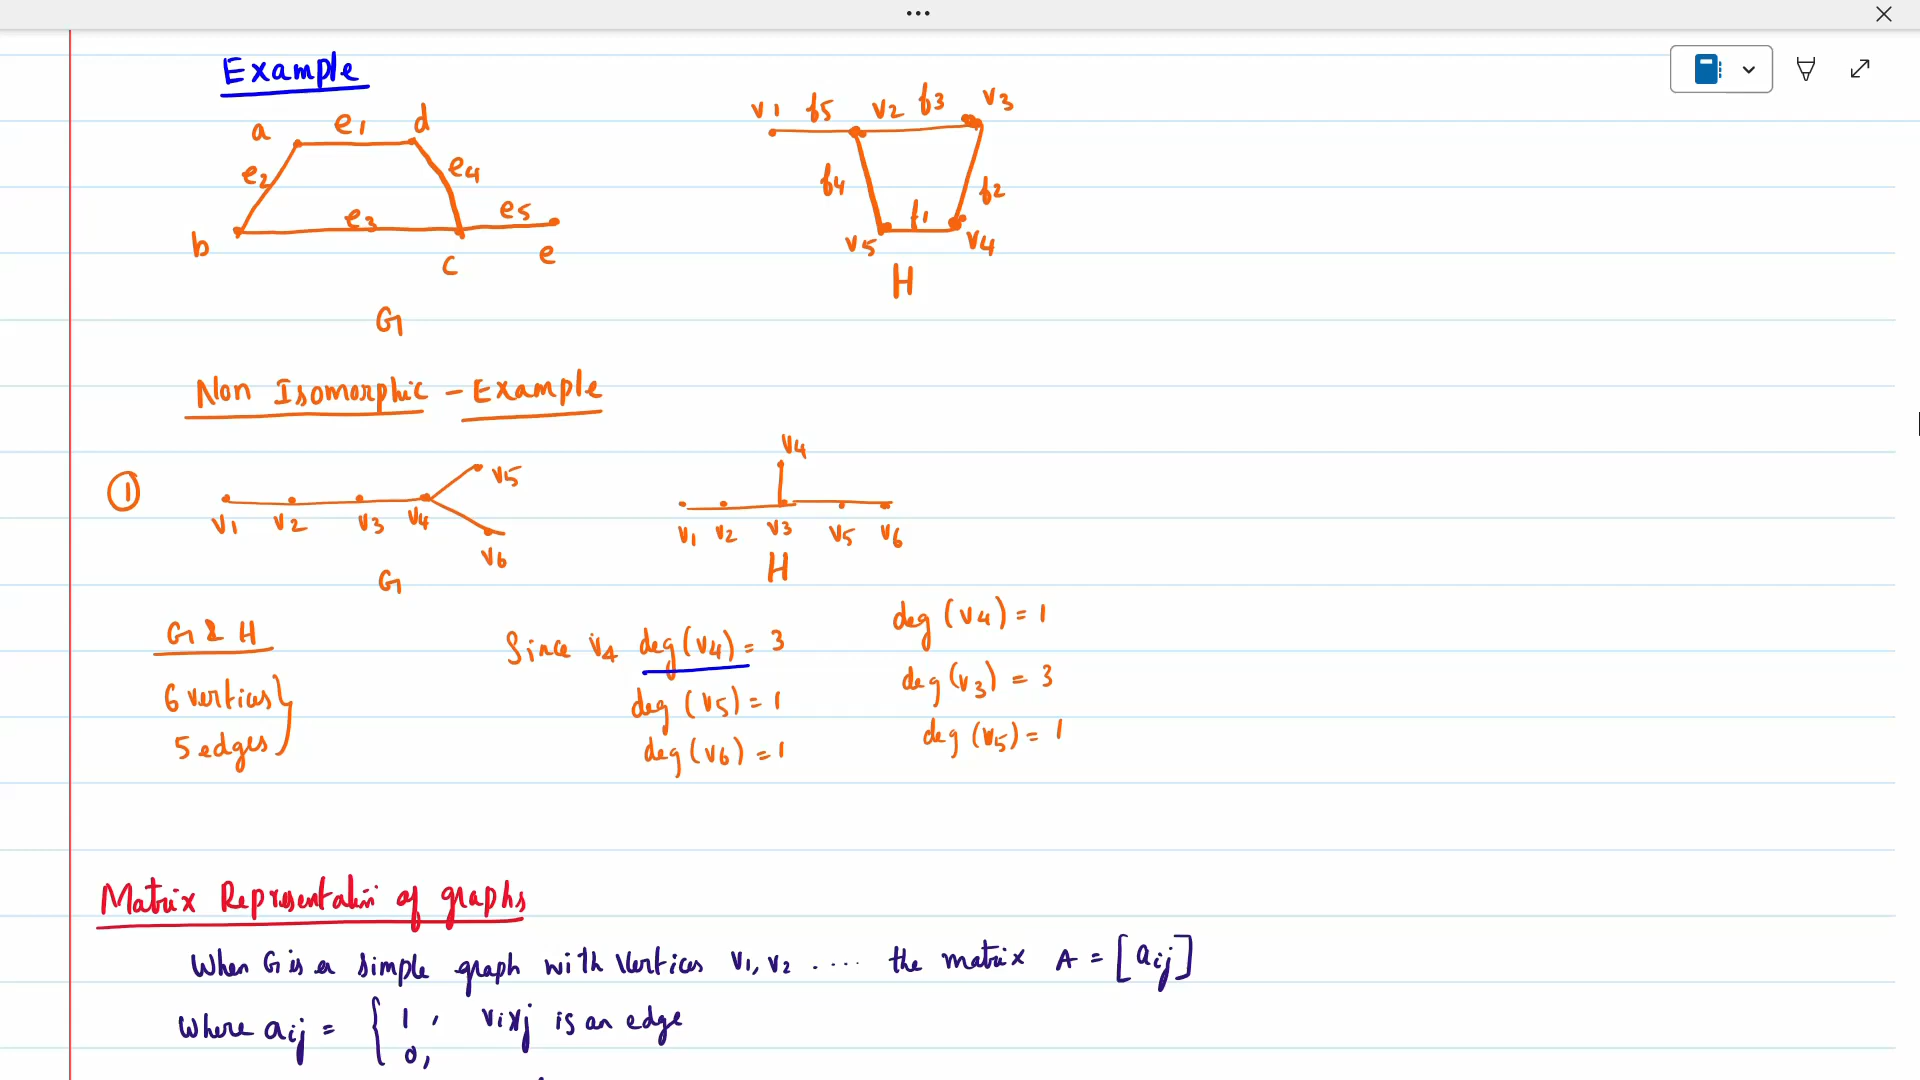 Example
a e1 d
e2 e4
e3 e5
b c e
G
v1 f5 v2 f3 v3
f4 f2
f1
v5 v4
H
Non Isomorphic - Example
① v1 v2 v3 v4 v5
v6
G
v4
v1 v2 v3 v5 v6
H
G & H
6 vertices
5 edges
Since v4 deg(v4) = 3
deg(v5) = 1
deg(v6) = 1
deg(v4) = 1
deg(v3) = 3
deg(v5) = 1
Matrix Representation of graphs
When G is a simple graph with vertices v1, v2 .... the matrix A = [aij]
Where aij = { 1, vivj is an edge
0,